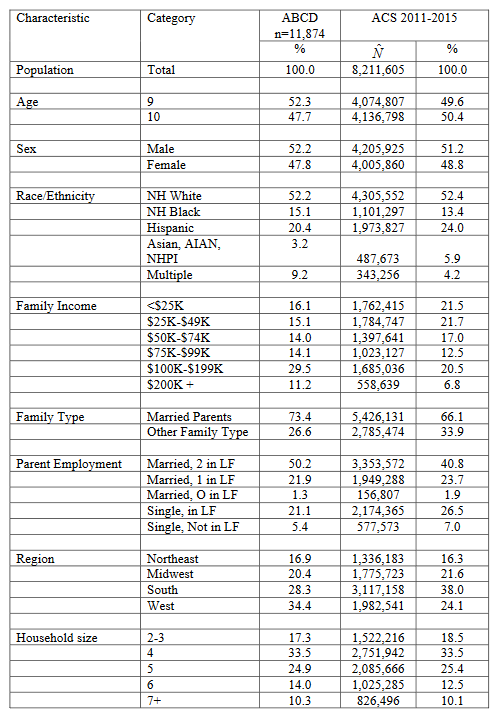 Characteristic Category ABCD ACS 2011-2015
n=11,874
% N̂ %
Population Total 100.0 8,211,605 100.0
Age 9 52.3 4,074,807 49.6
10 47.7 4,136,798 50.4
Sex Male 52.2 4,205,925 51.2
Female 47.8 4,005,860 48.8
Race/Ethnicity NH White 52.2 4,305,552 52.4
NH Black 15.1 1,101,297 13.4
Hispanic 20.4 1,973,827 24.0
Asian, AIAN, 3.2
NHPI 487,673 5.9
Multiple 9.2 343,256 4.2
Family Income <$25K 16.1 1,762,415 21.5
$25K-$49K 15.1 1,784,747 21.7
$50K-$74K 14.0 1,397,641 17.0
$75K-$99K 14.1 1,023,127 12.5
$100K-$199K 29.5 1,685,036 20.5
$200K + 11.2 558,639 6.8
Family Type Married Parents 73.4 5,426,131 66.1
Other Family Type 26.6 2,785,474 33.9
Parent Employment Married, 2 in LF 50.2 3,353,572 40.8
Married, 1 in LF 21.9 1,949,288 23.7
Married, O in LF 1.3 156,807 1.9
Single, in LF 21.1 2,174,365 26.5
Single, Not in LF 5.4 577,573 7.0
Region Northeast 16.9 1,336,183 16.3
Midwest 20.4 1,775,723 21.6
South 28.3 3,117,158 38.0
West 34.4 1,982,541 24.1
Household size 2-3 17.3 1,522,216 18.5
4 33.5 2,751,942 33.5
5 24.9 2,085,666 25.4
6 14.0 1,025,285 12.5
7+ 10.3 826,496 10.1